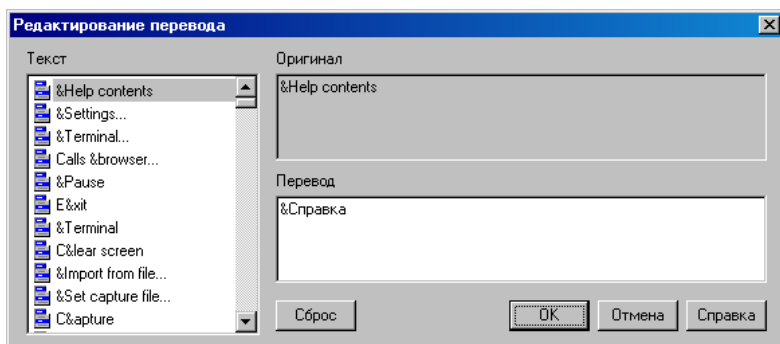 Редактирование перевода
Текст
&Help contents
&Settings...
&Terminal...
Calls &browser...
&Pause
E&xit
&Terminal
C&lear screen
&Import from file...
&Set capture file...
C&apture
Оригинал
&Help contents
Перевод
&Справка
Сброс
OK
Отмена
Справка